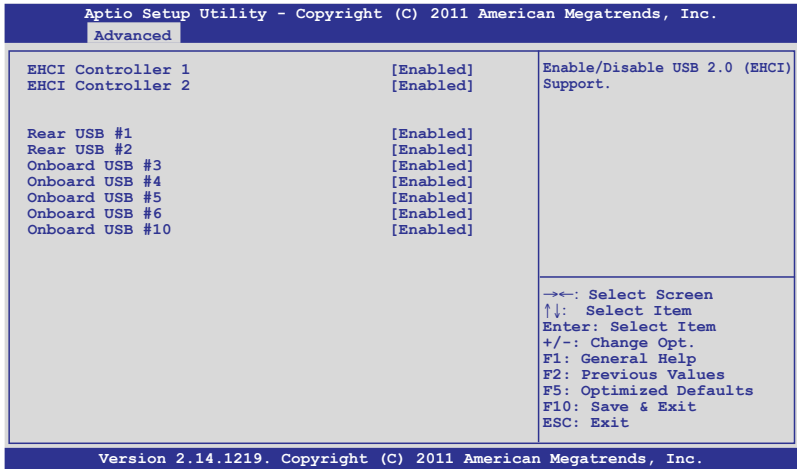 Aptio Setup Utility - Copyright (C) 2011 American Megatrends, Inc.
Advanced
EHCI Controller 1 [Enabled]
EHCI Controller 2 [Enabled]
Rear USB #1 [Enabled]
Rear USB #2 [Enabled]
Onboard USB #3 [Enabled]
Onboard USB #4 [Enabled]
Onboard USB #5 [Enabled]
Onboard USB #6 [Enabled]
Onboard USB #10 [Enabled]
Enable/Disable USB 2.0 (EHCI)
Support.
→←: Select Screen
↑↓: Select Item
Enter: Select Item
+/-: Change Opt.
F1: General Help
F2: Previous Values
F5: Optimized Defaults
F10: Save & Exit
ESC: Exit
Version 2.14.1219. Copyright (C) 2011 American Megatrends, Inc.